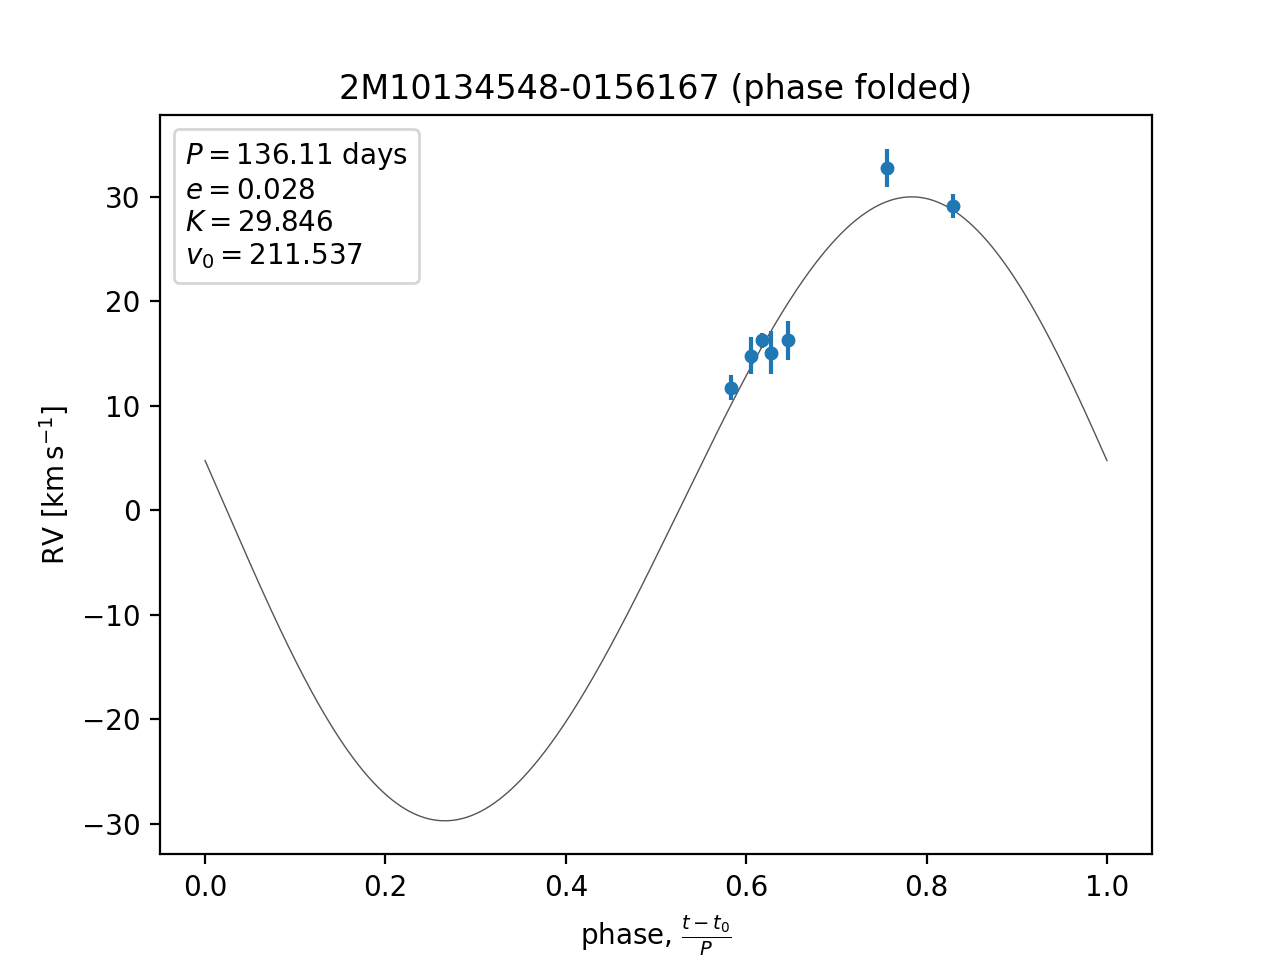 2M10134548-0156167 (phase folded)
P = 136.11 days
e = 0.028
K = 29.846
v₀ = 211.537
RV [km s⁻¹]
30
20
10
0
−10
−20
−30
0.0 0.2 0.4 0.6 0.8 1.0
phase, (t − t₀)/P